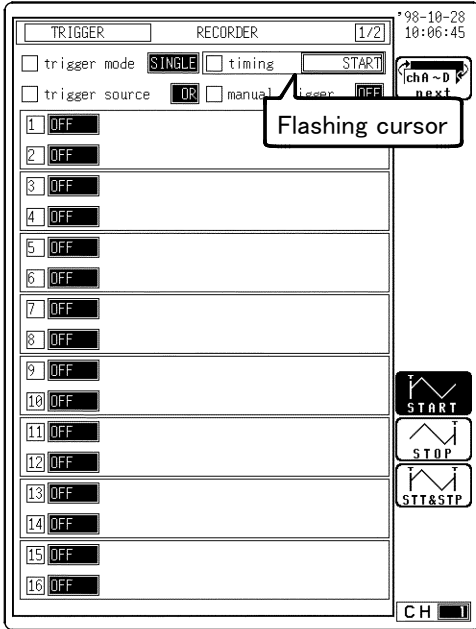 '98-10-28
TRIGGER RECORDER 1/2 10:06:45
trigger mode SINGLE timing START
chA~D
next
trigger source OR manual igger OFF
Flashing cursor
1 OFF
2 OFF
3 OFF
4 OFF
5 OFF
6 OFF
7 OFF
8 OFF
9 OFF
10 OFF
11 OFF
12 OFF
13 OFF
14 OFF
15 OFF
16 OFF
START
STOP
STT&STP
CH 1